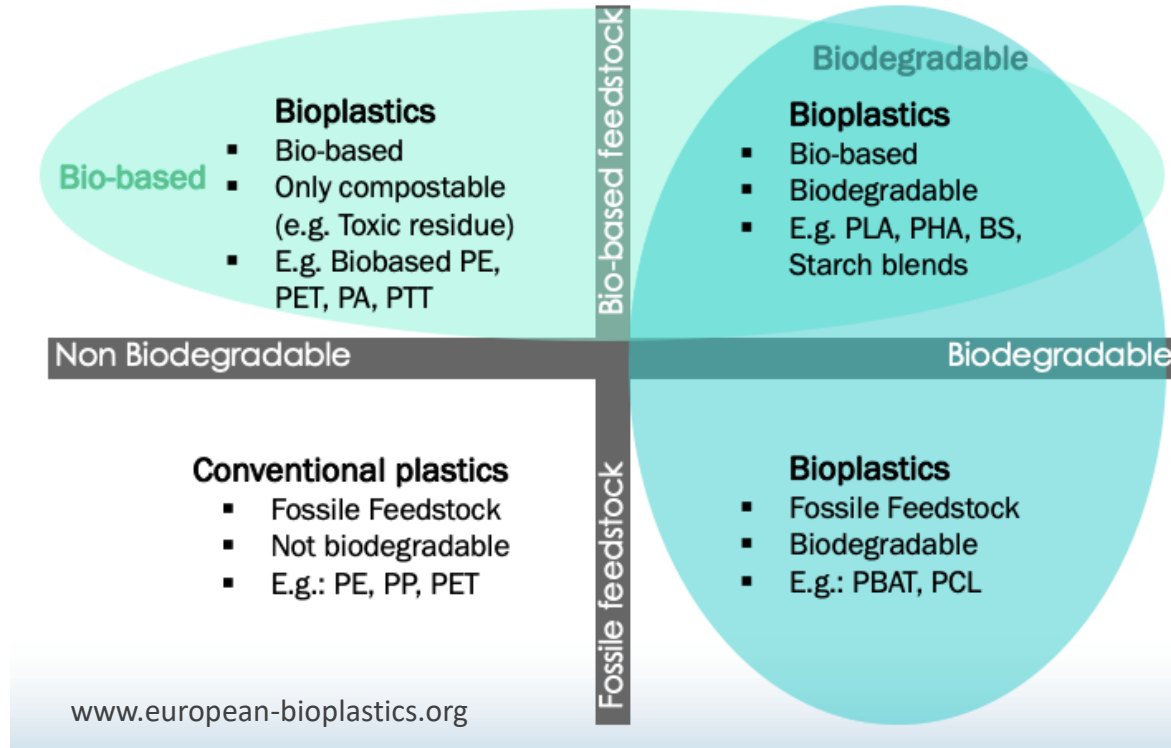 Biodegradable
Bio-based
Bioplastics
▪ Bio-based
▪ Only compostable
(e.g. Toxic residue)
▪ E.g. Biobased PE,
PET, PA, PTT
Bio-based feedstock
Bioplastics
▪ Bio-based
▪ Biodegradable
▪ E.g. PLA, PHA, BS,
Starch blends
Non Biodegradable
Biodegradable
Conventional plastics
▪ Fossile Feedstock
▪ Not biodegradable
▪ E.g.: PE, PP, PET
Fossile feedstock
Bioplastics
▪ Fossile Feedstock
▪ Biodegradable
▪ E.g.: PBAT, PCL
www.european-bioplastics.org